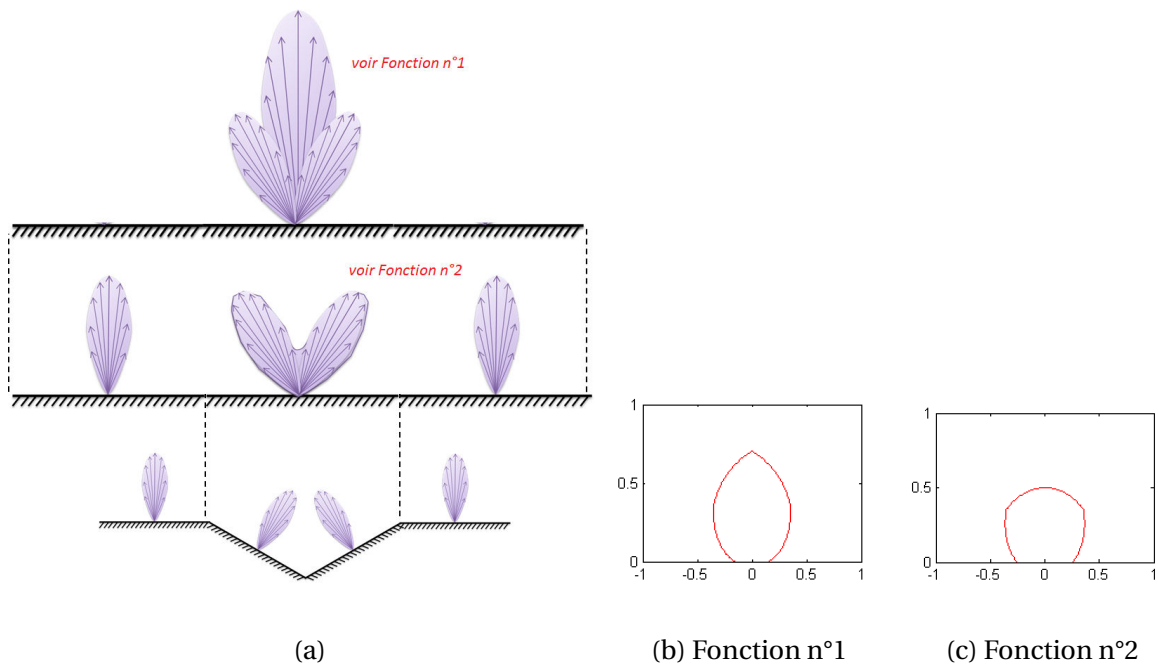 voir Fonction n°1
voir Fonction n°2
1
0.5
0
-1 -0.5 0 0.5 1
1
0.5
0
-1 -0.5 0 0.5 1
(a)
(b) Fonction n°1
(c) Fonction n°2